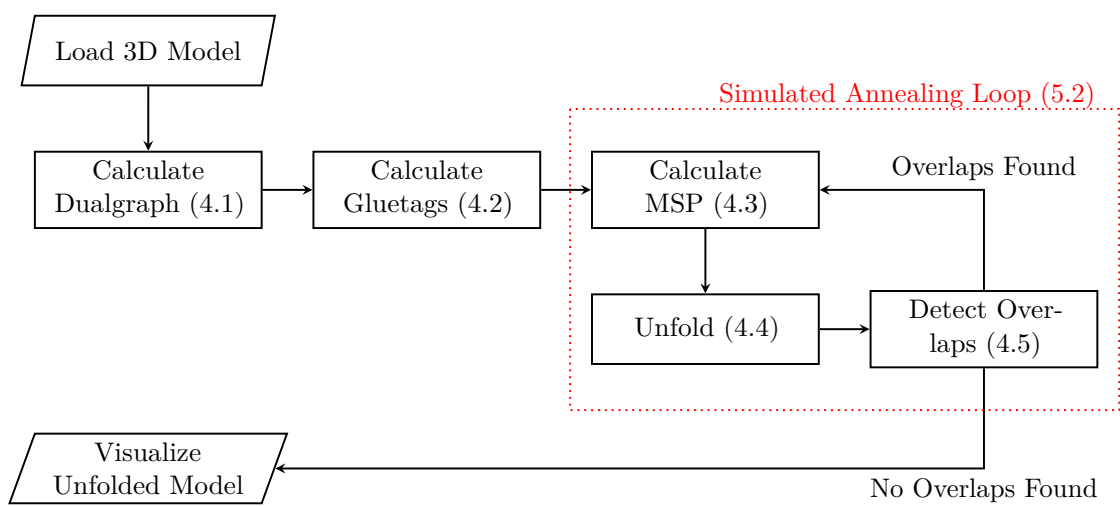 Load 3D Model
Simulated Annealing Loop (5.2)
Calculate
Dualgraph (4.1)
Calculate
Gluetags (4.2)
Calculate
MSP (4.3)
Overlaps Found
Unfold (4.4)
Detect Over-
laps (4.5)
Visualize
Unfolded Model
No Overlaps Found